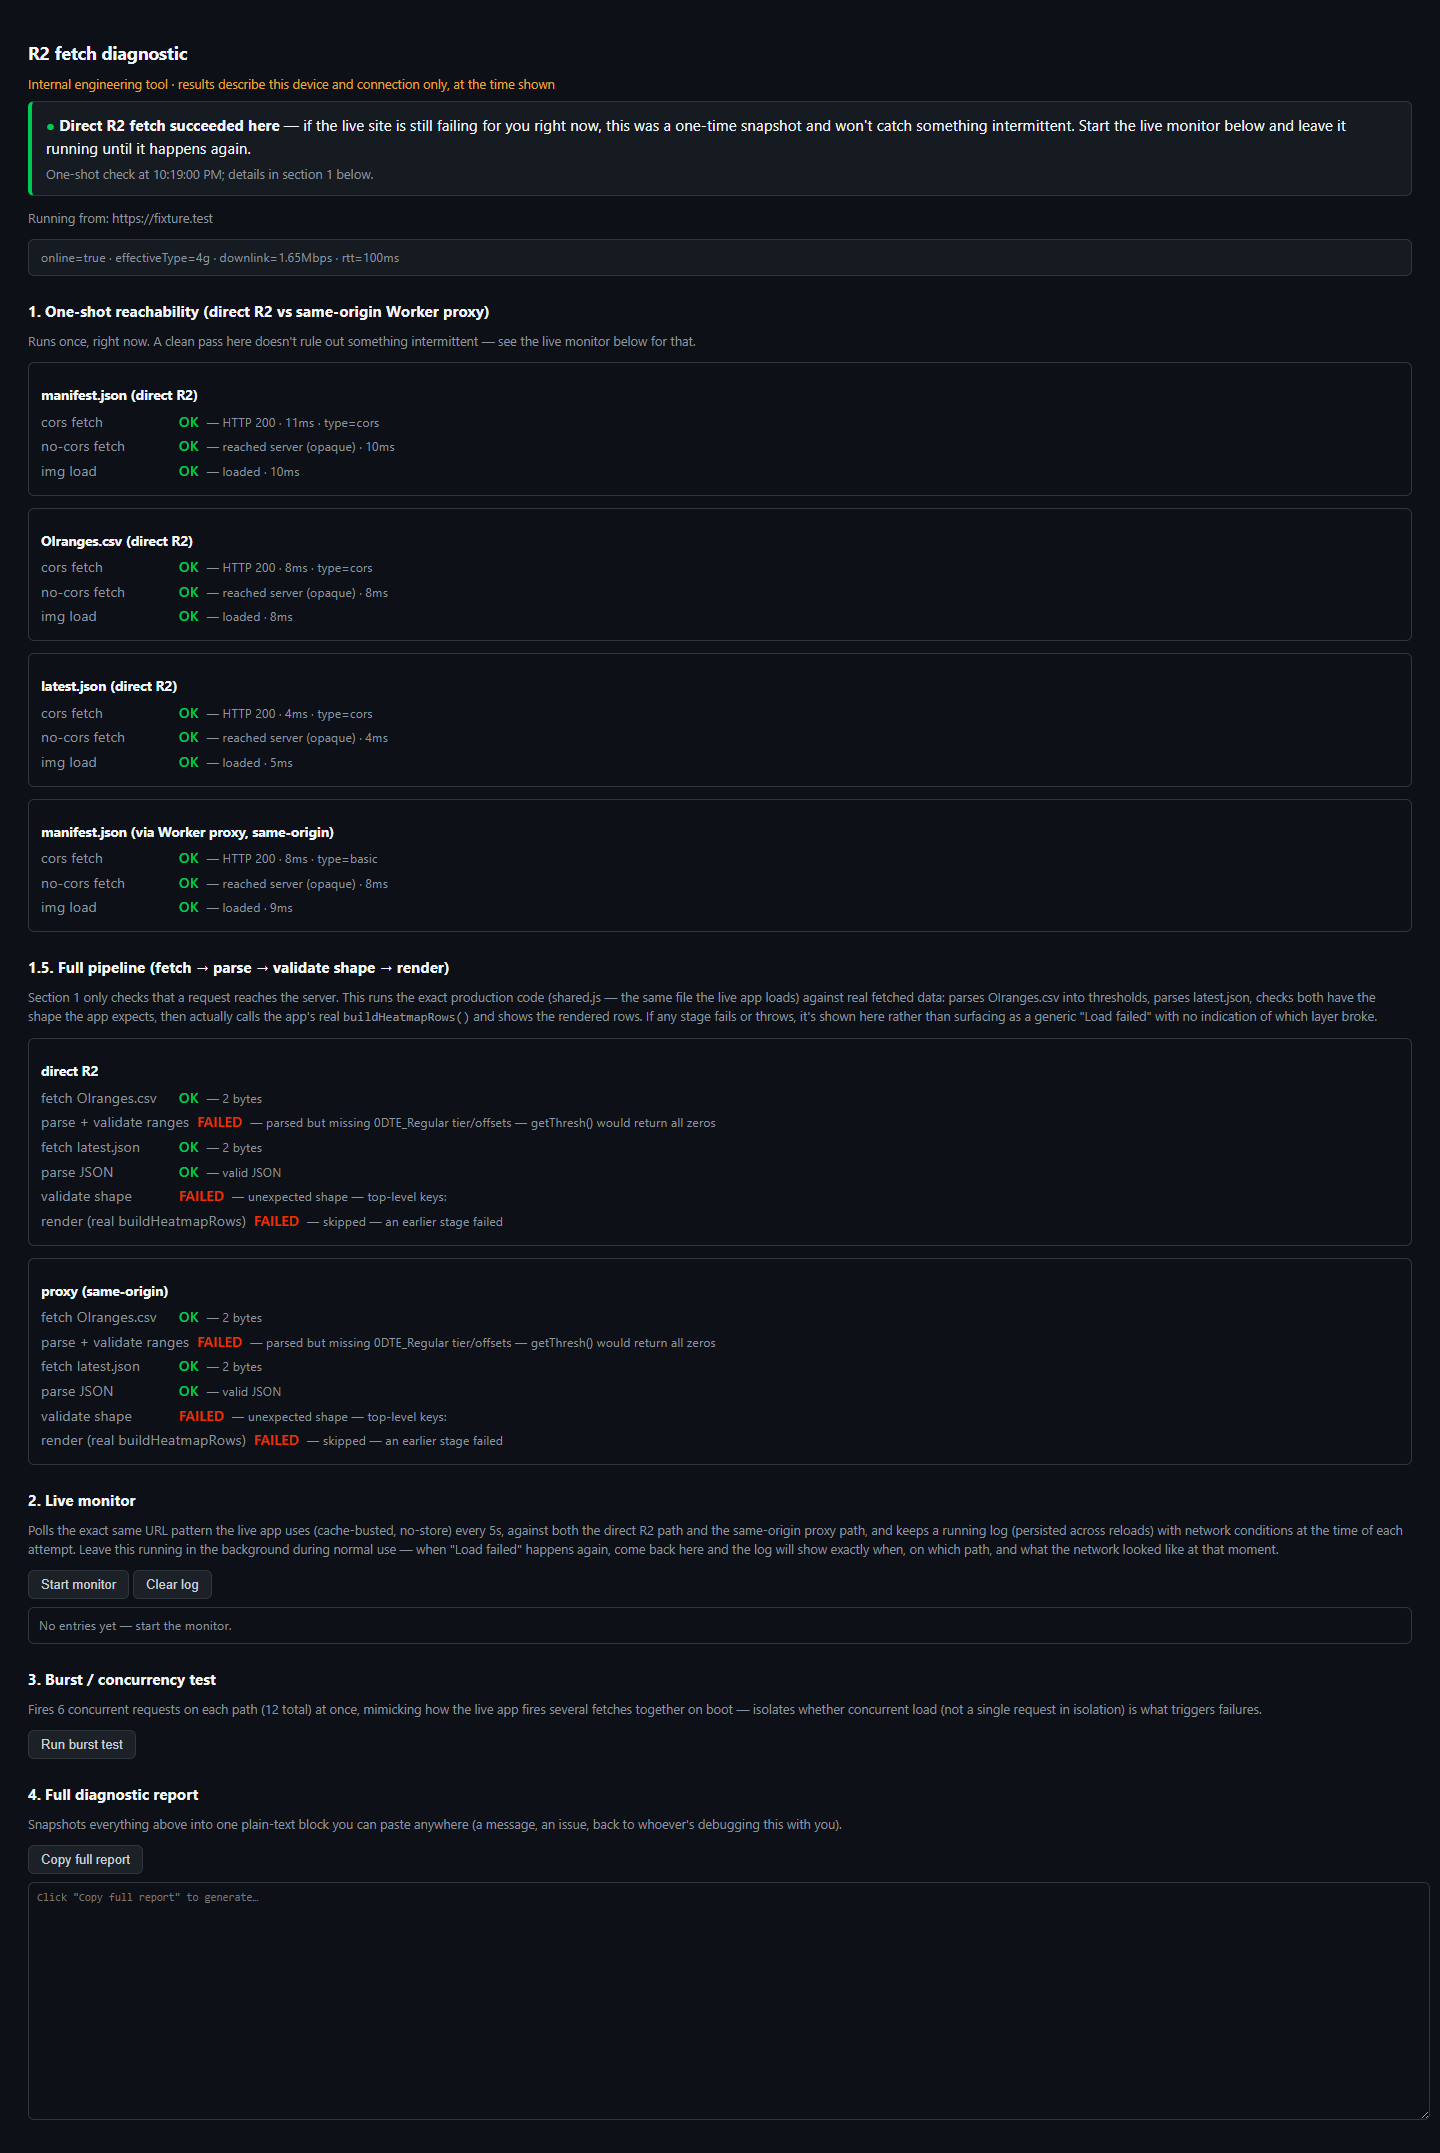 R2 fetch diagnostic
Internal engineering tool · results describe this device and connection only, at the time shown
● Direct R2 fetch succeeded here — if the live site is still failing for you right now, this was a one-time snapshot and won't catch something intermittent. Start the live monitor below and leave it
running until it happens again.
One-shot check at 10:19:00 PM; details in section 1 below.
Running from: https://fixture.test
online=true · effectiveType=4g · downlink=1.65Mbps · rtt=100ms
1. One-shot reachability (direct R2 vs same-origin Worker proxy)
Runs once, right now. A clean pass here doesn't rule out something intermittent — see the live monitor below for that.
manifest.json (direct R2)
cors fetch OK — HTTP 200 · 11ms · type=cors
no-cors fetch OK — reached server (opaque) · 10ms
img load OK — loaded · 10ms
OIranges.csv (direct R2)
cors fetch OK — HTTP 200 · 8ms · type=cors
no-cors fetch OK — reached server (opaque) · 8ms
img load OK — loaded · 8ms
latest.json (direct R2)
cors fetch OK — HTTP 200 · 4ms · type=cors
no-cors fetch OK — reached server (opaque) · 4ms
img load OK — loaded · 5ms
manifest.json (via Worker proxy, same-origin)
cors fetch OK — HTTP 200 · 8ms · type=basic
no-cors fetch OK — reached server (opaque) · 8ms
img load OK — loaded · 9ms
1.5. Full pipeline (fetch → parse → validate shape → render)
Section 1 only checks that a request reaches the server. This runs the exact production code (shared.js — the same file the live app loads) against real fetched data: parses OIranges.csv into thresholds, parses latest.json, checks both have the
shape the app expects, then actually calls the app's real buildHeatmapRows() and shows the rendered rows. If any stage fails or throws, it's shown here rather than surfacing as a generic "Load failed" with no indication of which layer broke.
direct R2
fetch OIranges.csv OK — 2 bytes
parse + validate ranges FAILED — parsed but missing 0DTE_Regular tier/offsets — getThresh() would return all zeros
fetch latest.json OK — 2 bytes
parse JSON OK — valid JSON
validate shape FAILED — unexpected shape — top-level keys:
render (real buildHeatmapRows) FAILED — skipped — an earlier stage failed
proxy (same-origin)
fetch OIranges.csv OK — 2 bytes
parse + validate ranges FAILED — parsed but missing 0DTE_Regular tier/offsets — getThresh() would return all zeros
fetch latest.json OK — 2 bytes
parse JSON OK — valid JSON
validate shape FAILED — unexpected shape — top-level keys:
render (real buildHeatmapRows) FAILED — skipped — an earlier stage failed
2. Live monitor
Polls the exact same URL pattern the live app uses (cache-busted, no-store) every 5s, against both the direct R2 path and the same-origin proxy path, and keeps a running log (persisted across reloads) with network conditions at the time of each
attempt. Leave this running in the background during normal use — when "Load failed" happens again, come back here and the log will show exactly when, on which path, and what the network looked like at that moment.
Start monitor Clear log
No entries yet — start the monitor.
3. Burst / concurrency test
Fires 6 concurrent requests on each path (12 total) at once, mimicking how the live app fires several fetches together on boot — isolates whether concurrent load (not a single request in isolation) is what triggers failures.
Run burst test
4. Full diagnostic report
Snapshots everything above into one plain-text block you can paste anywhere (a message, an issue, back to whoever's debugging this with you).
Copy full report
Click "Copy full report" to generate…